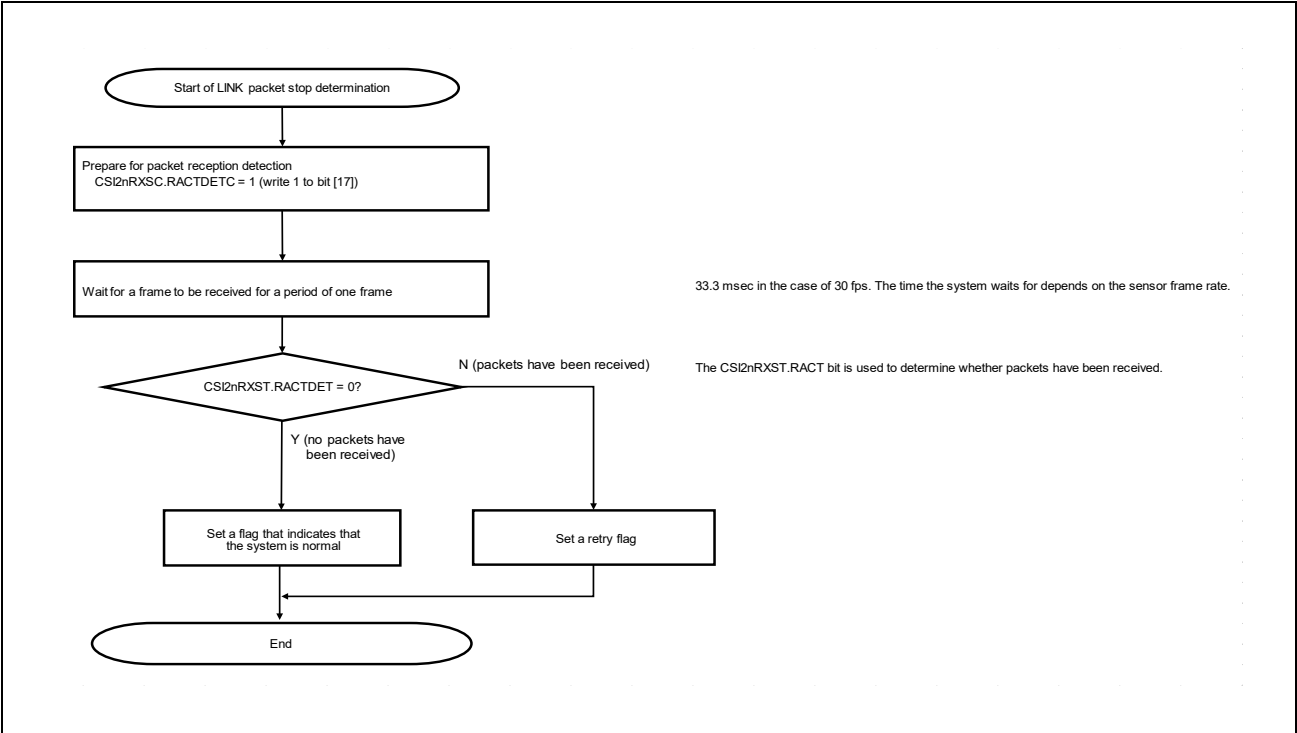 Start of LINK packet stop determination
Prepare for packet reception detection
CSI2nRXSC.RACTDETC = 1 (write 1 to bit [17])
Wait for a frame to be received for a period of one frame
33.3 msec in the case of 30 fps. The time the system waits for depends on the sensor frame rate.
N (packets have been received)
The CSI2nRXST.RACT bit is used to determine whether packets have been received.
CSI2nRXST.RACTDET = 0?
Y (no packets have
been received)
Set a flag that indicates that
the system is normal
Set a retry flag
End